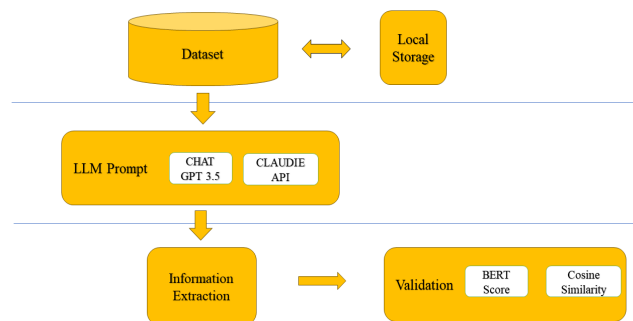 Dataset
Local
Storage
LLM Prompt
CHAT
GPT 3.5
CLAUDIE
API
Information
Extraction
Validation
BERT
Score
Cosine
Similarity